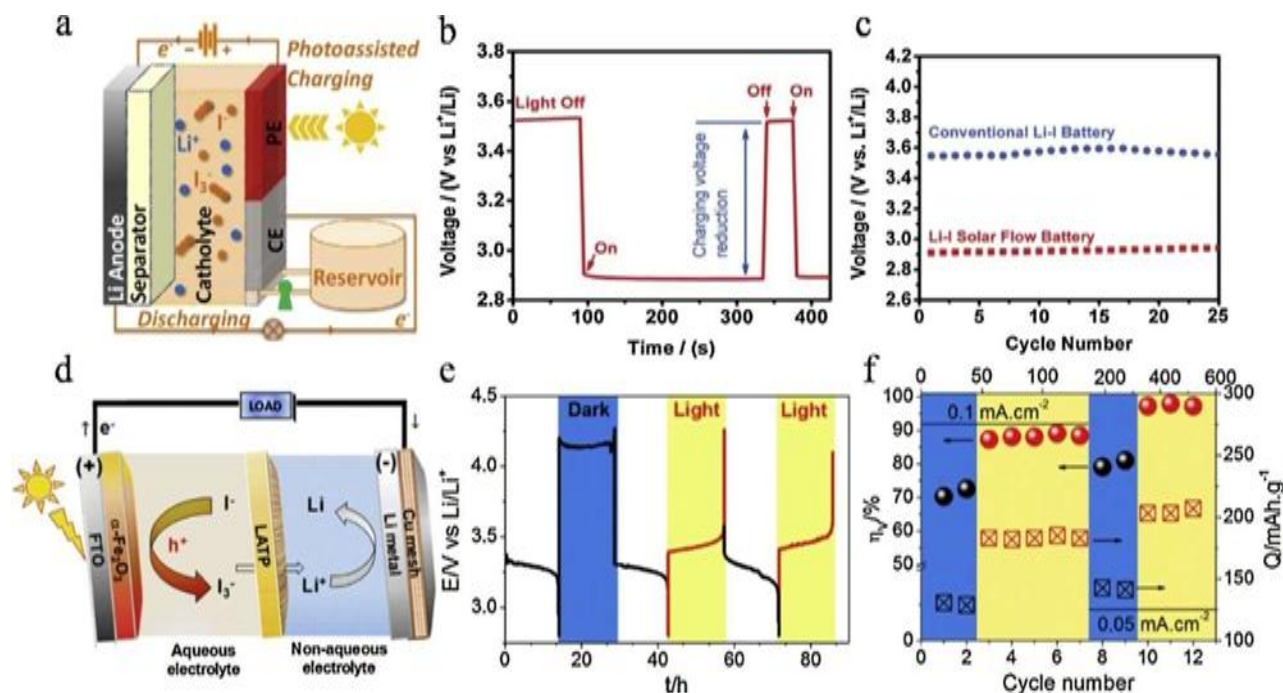 a
e⁻ − + Photoassisted
Charging
Li Anode
Separator
Catholyte
Li⁺
I⁻
I₃⁻
PE
CE
Reservoir
Discharging
e⁻
b
Voltage / (V vs Li⁺/Li)
3.8
3.6
3.4
3.2
3.0
2.8
Light Off
On
Off
On
Charging voltage
reduction
0 100 200 300 400
Time / (s)
c
Voltage / (V vs. Li⁺/Li)
4.2
4.0
3.8
3.6
3.4
3.2
3.0
2.8
2.6
Conventional Li-I Battery
Li-I Solar Flow Battery
0 5 10 15 20 25
Cycle Number
d
LOAD
e⁻
(+)
(-)
FTO
α-Fe₂O₃
I⁻
h⁺
I₃⁻
LATP
Li
Li⁺
Li metal
Cu mesh
Aqueous
electrolyte
Non-aqueous
electrolyte
e
E/V vs Li/Li⁺
4.5
4.0
3.5
3.0
Dark
Light
Light
0 20 40 60 80
t/h
f
0 50 100 200 400 600
η_hv/%
100
90
80
70
60
50
0
0.1 mA.cm⁻²
0.05 mA.cm⁻²
300
250
200
150
100
Q/mAh.g⁻¹
0 2 4 6 8 10 12
Cycle number